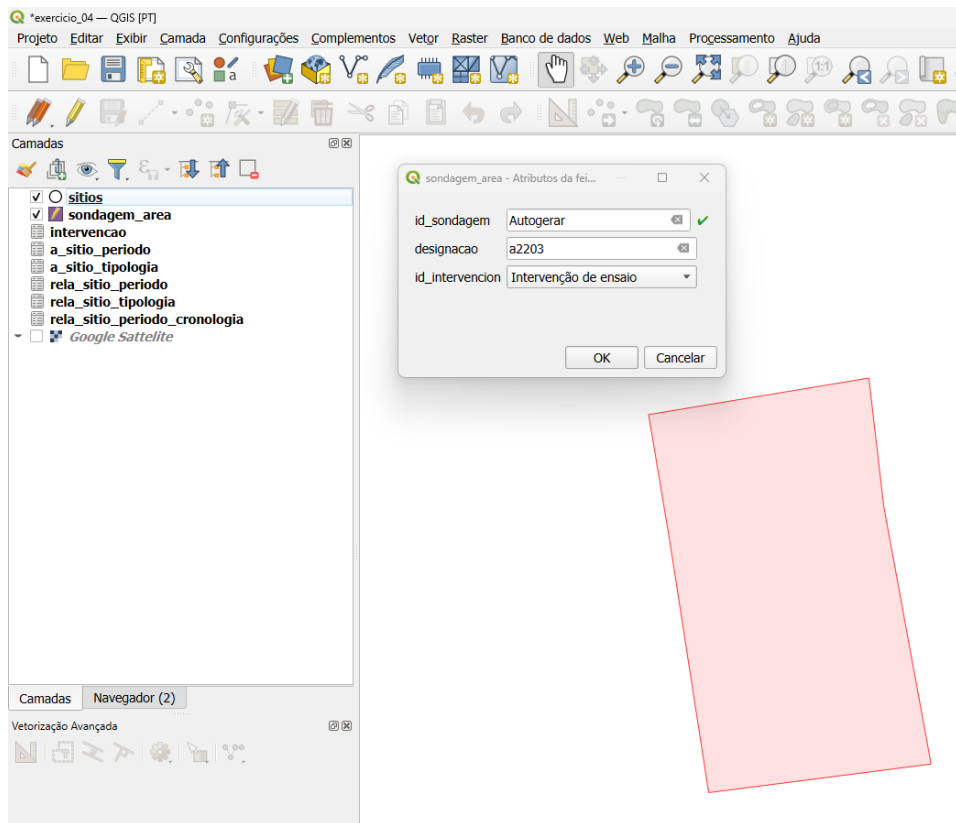 *exercicio_04 — QGIS [PT]
Projeto Editar Exibir Camada Configurações Complementos Vetor Raster Banco de dados Web Malha Processamento Ajuda
a
1:1
Camadas
sitios
sondagem_area
intervencao
a_sitio_periodo
a_sitio_tipologia
rela_sitio_periodo
rela_sitio_tipologia
rela_sitio_periodo_cronologia
Google Sattelite
sondagem_area - Atributos da fei...
id_sondagem Autogerar
designacao a2203
id_intervencion Intervenção de ensaio
OK Cancelar
Camadas Navegador (2)
Vetorização Avançada